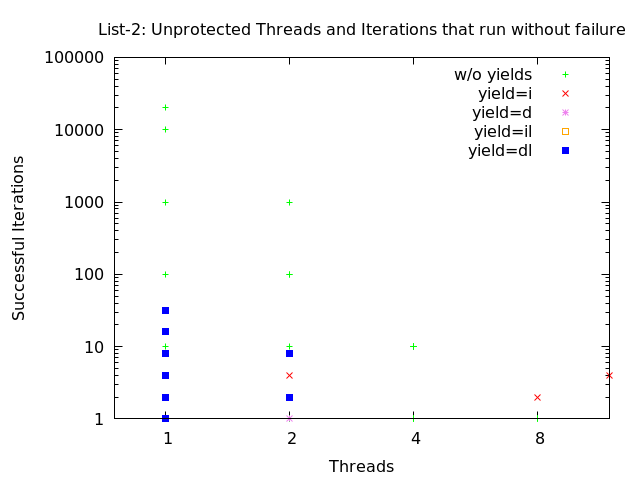 List-2: Unprotected Threads and Iterations that run without failure
100000
10000
1000
100
10
1
Successful Iterations
w/o yields
yield=i
yield=d
yield=il
yield=dl
1 2 4 8
Threads